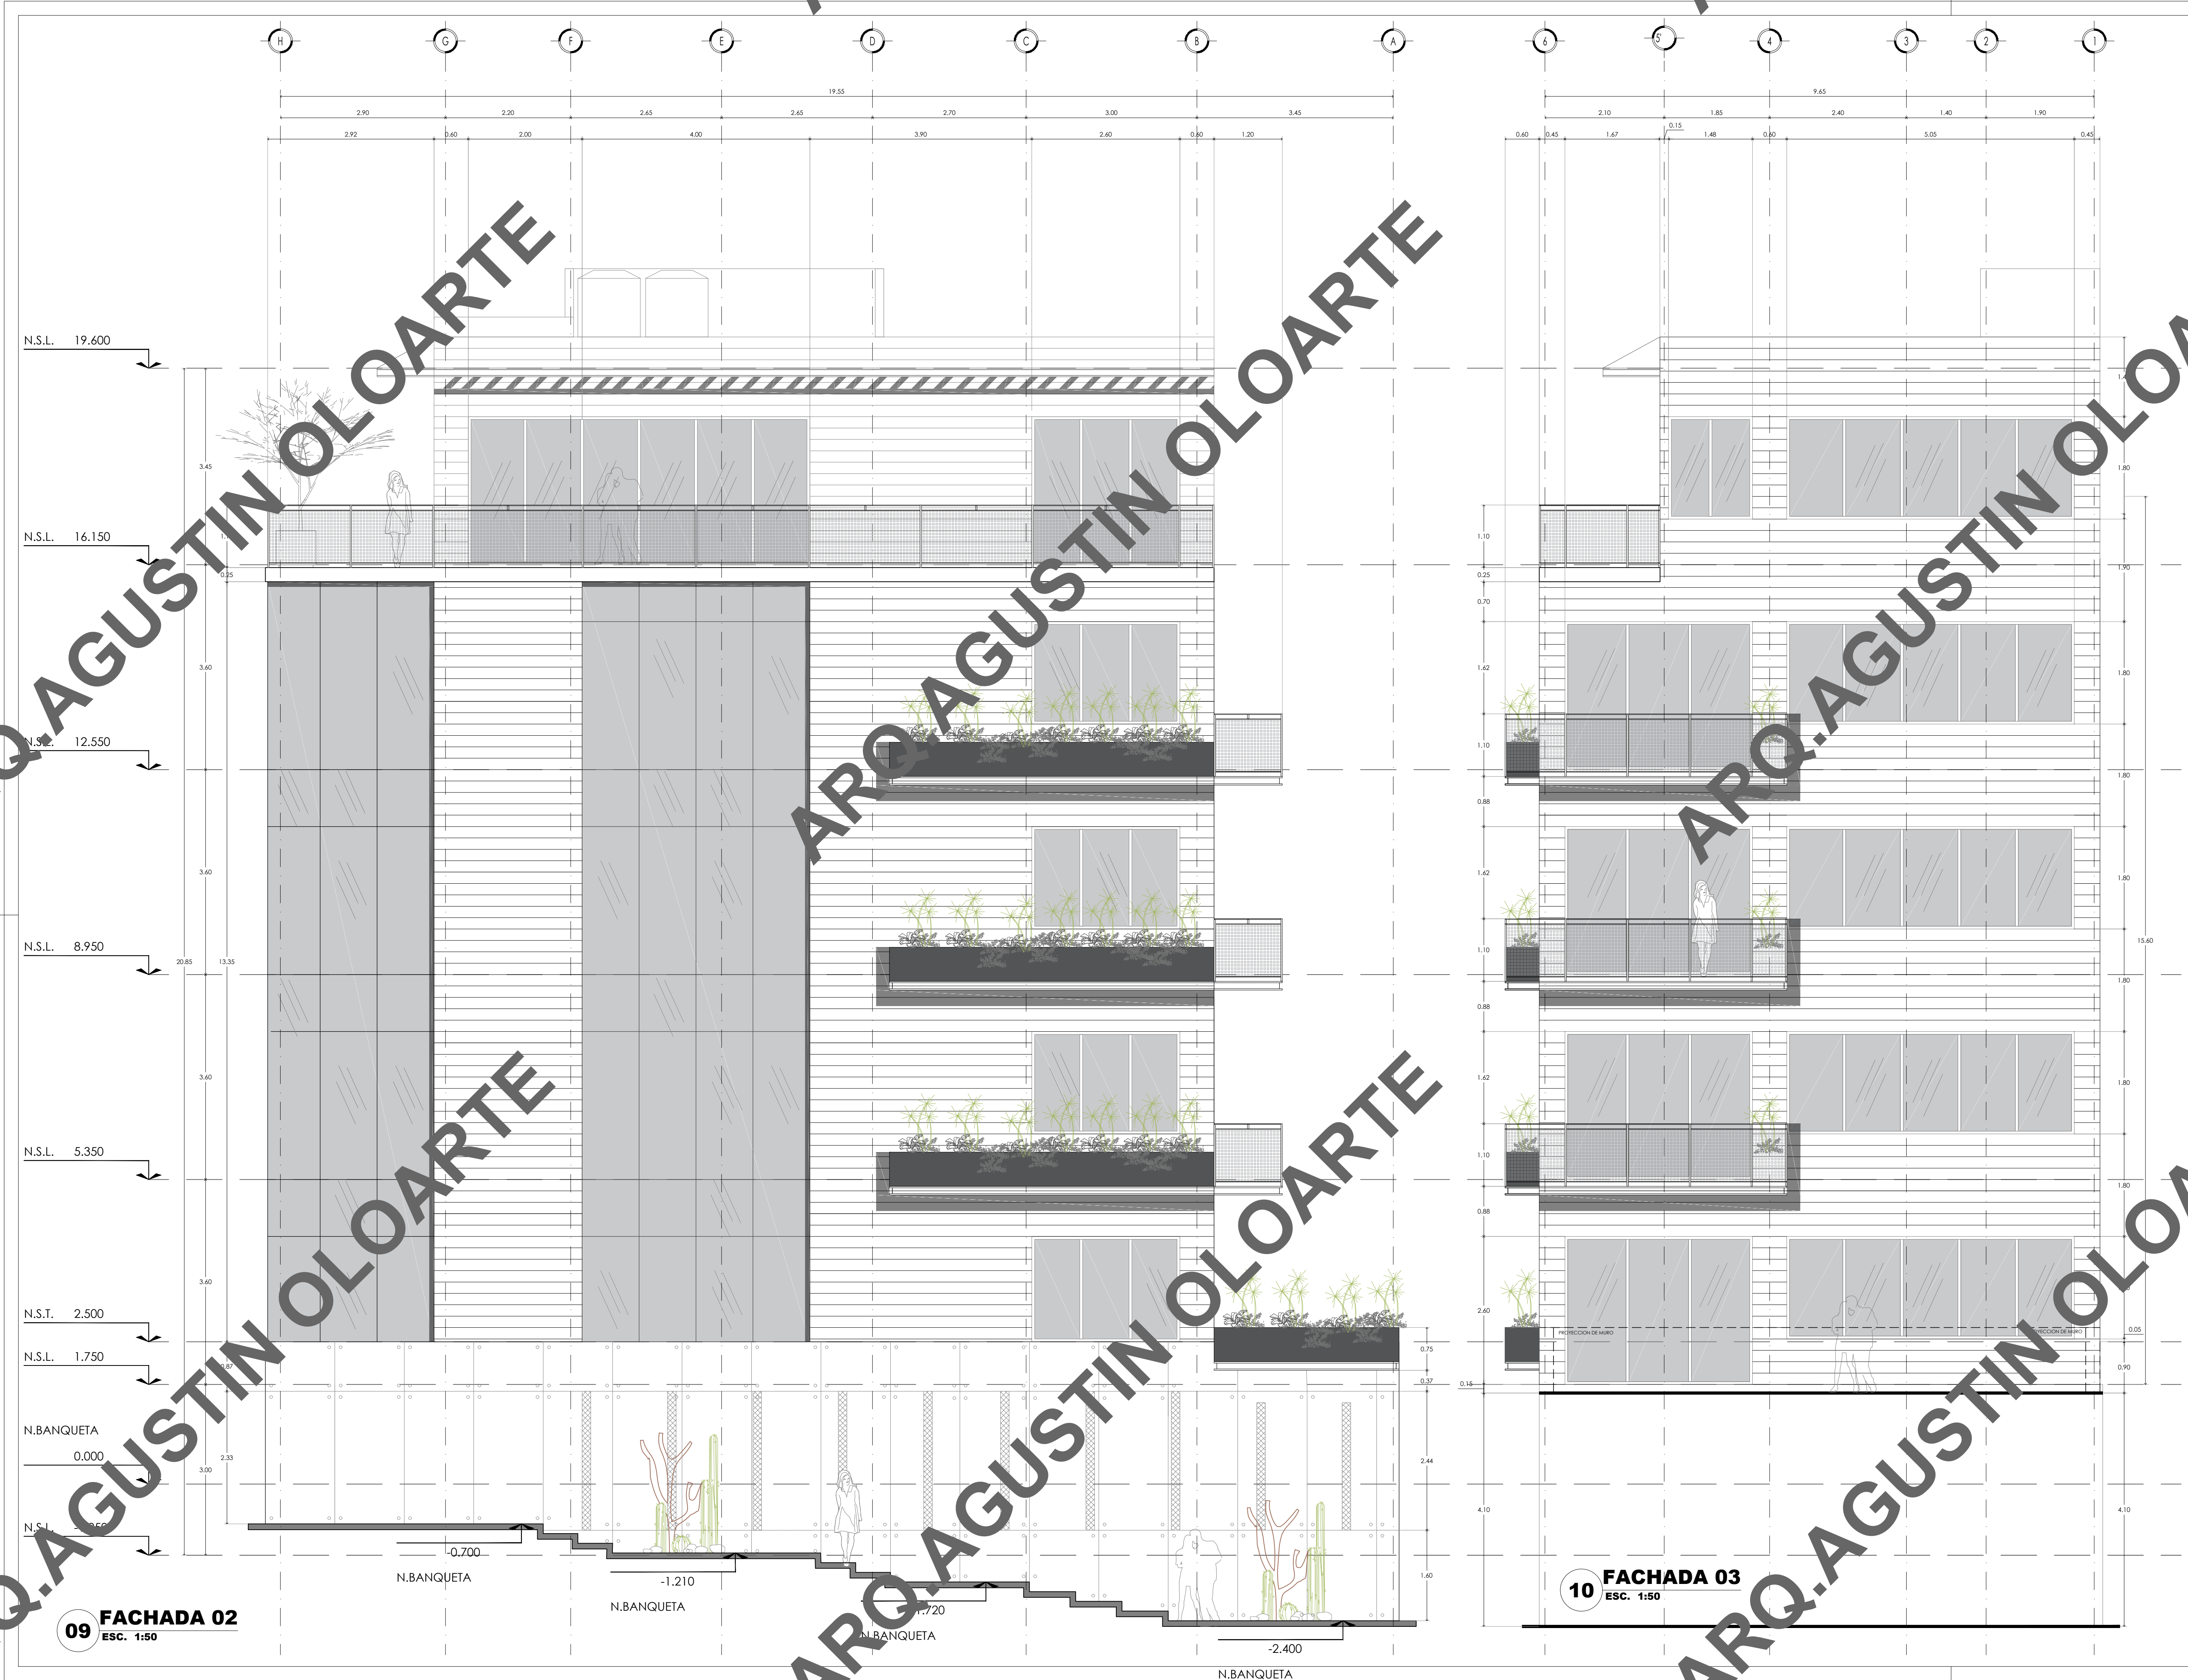 H G F E D C B A 6 5' 4 3 2 1
19.55 9.65
2.90 2.20 2.65 2.65 2.70 3.00 3.45 2.10 1.85 2.40 1.40 1.90
0.15
2.92 0.60 2.00 4.00 3.90 2.60 0.60 1.20 0.60 0.45 1.67 1.48 0.60 5.05 0.45
ARQ.AGUSTIN OLOARTE
ARQ.AGUSTIN OLOARTE
ARQ.AGUSTIN OLOARTE
ARQ.AGUSTIN OLOARTE
N.S.L. 19.600
3.45 1.80
N.S.L. 16.150
1.10
0.25 0.25 1.90
0.70
3.60 1.62 1.80
N.S.L. 12.550
1.10 1.80
0.88
3.60 1.62 1.80
N.S.L. 8.950
20.85 13.35 1.10 15.60
1.80
0.88
3.60 1.62 1.80
N.S.L. 5.350
1.10 1.80
0.88
3.60
N.S.T. 2.500
2.60
PROYECCION DE MURO PROYECCION DE MURO 0.05
0.75
N.S.L. 1.750
0.87 0.37 0.15 0.90
N.BANQUETA
0.000
2.33 3.00 2.44
4.10 4.10
N.S.L.
-0.700
N.BANQUETA
-1.210
N.BANQUETA
1.60
-1.720
N.BANQUETA
-2.400
N.BANQUETA
09 FACHADA 02
ESC. 1:50
10 FACHADA 03
ESC. 1:50